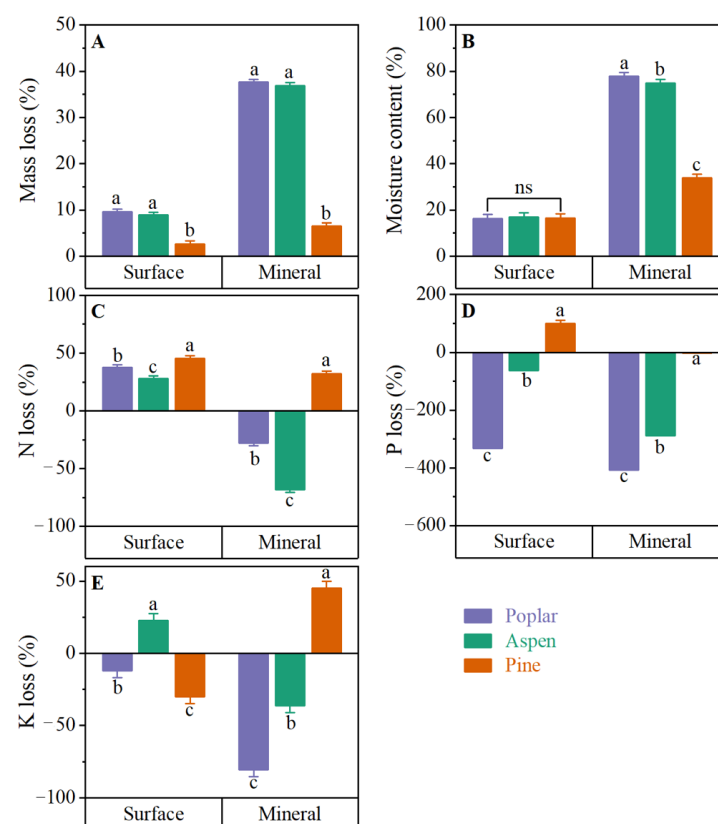 A
Mass loss (%)
50
40
30
20
10
0
a
a
b
a
a
b
Surface
Mineral
B
Moisture content (%)
100
80
60
40
20
0
ns
a
b
c
Surface
Mineral
C
N loss (%)
100
50
0
−50
−100
b
c
a
b
c
a
Surface
Mineral
D
P loss (%)
200
0
−200
−400
−600
c
b
a
c
b
a
Surface
Mineral
E
K loss (%)
50
0
−50
−100
b
a
c
c
b
a
Surface
Mineral
Poplar
Aspen
Pine